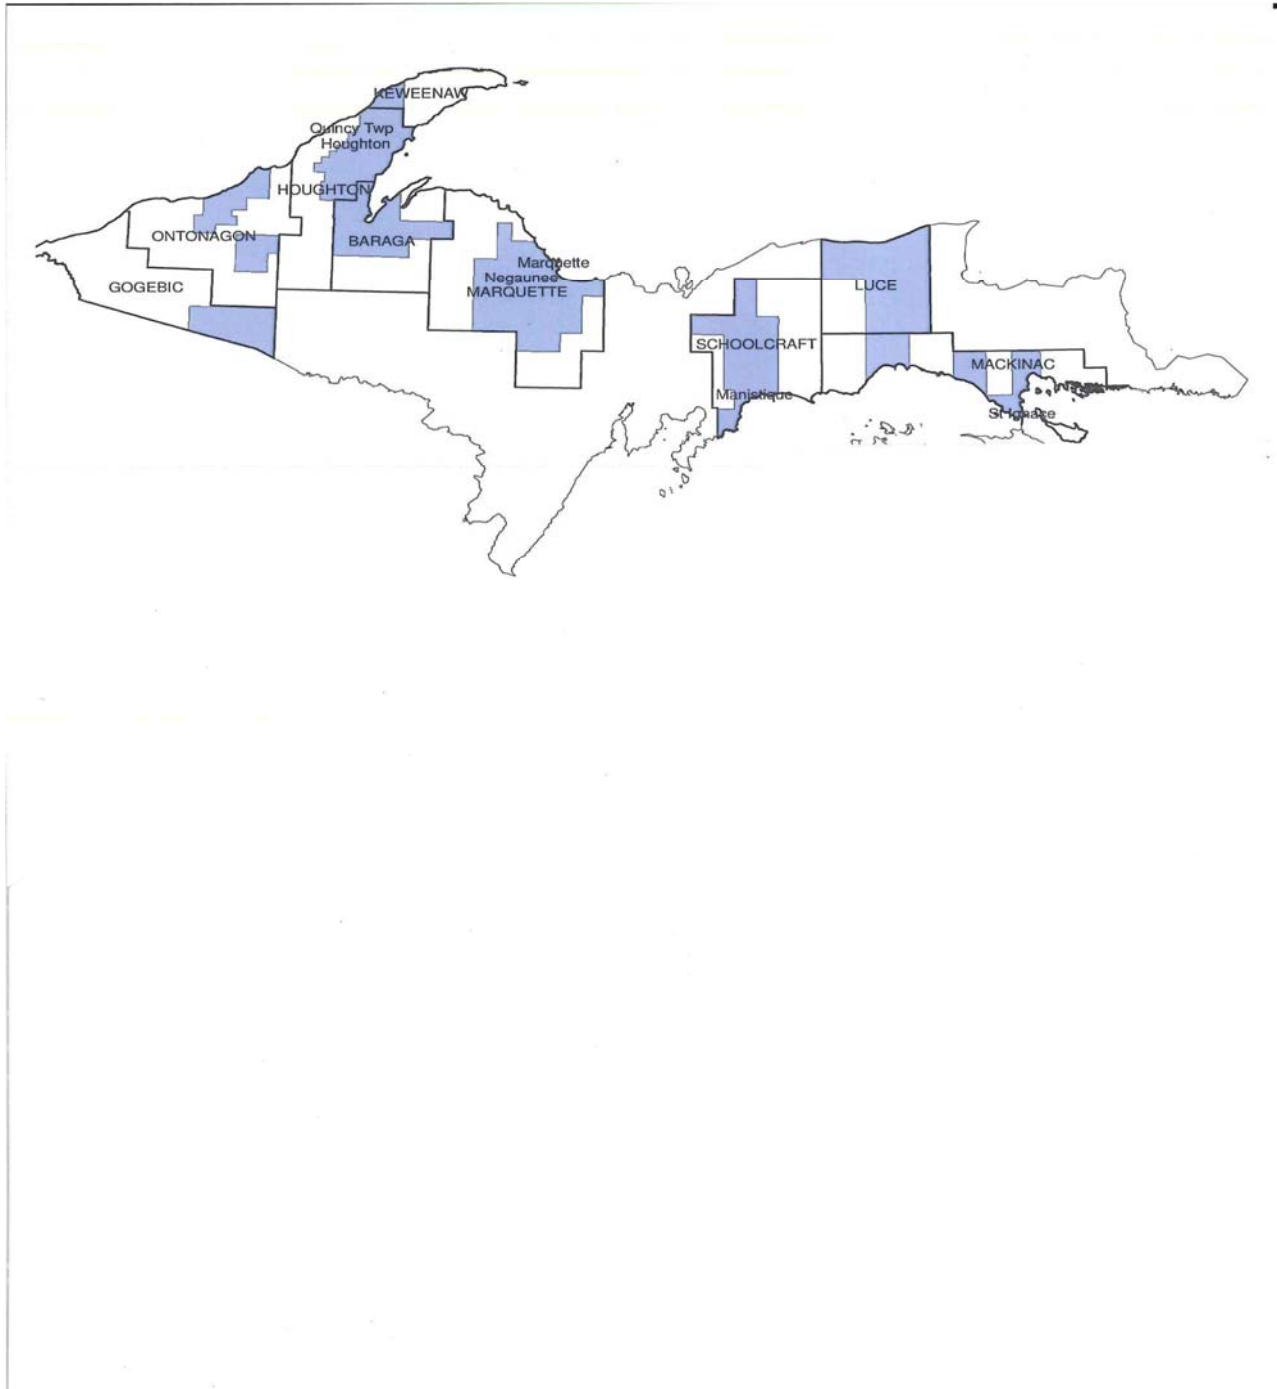 KEWEENAW
Quincy Twp
Houghton
HOUGHTON
ONTONAGON
BARAGA
GOGEBIC
Marquette
Negaunee
MARQUETTE
LUCE
SCHOOLCRAFT
MACKINAC
Manistique
St Ignace